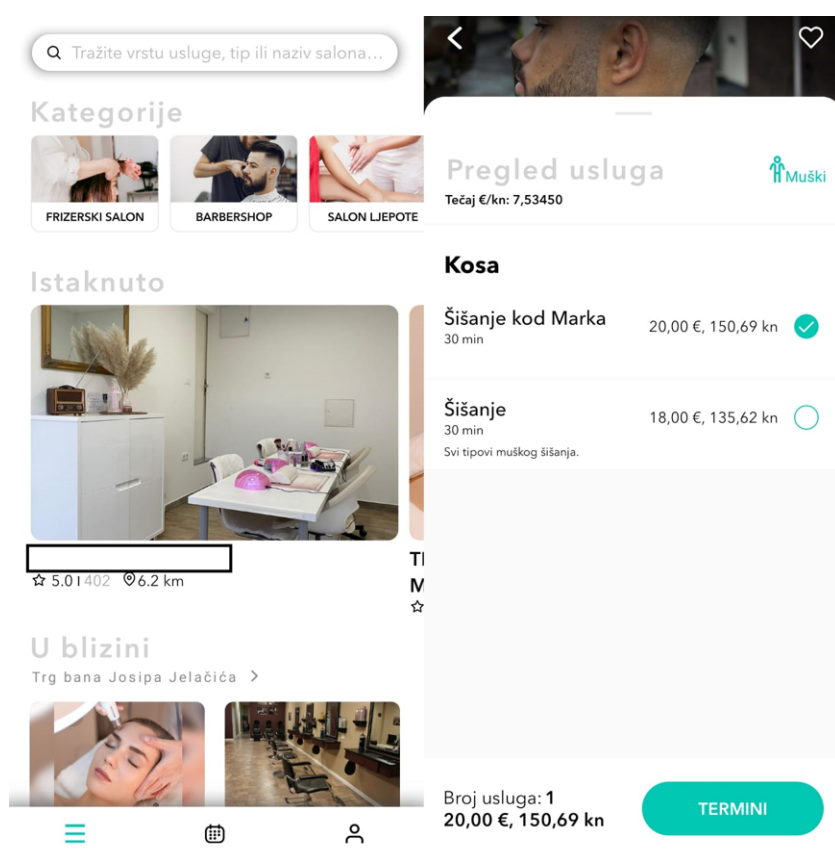 Tražite vrstu usluge, tip ili naziv salona...
Kategorije
FRIZERSKI SALON
BARBERSHOP
SALON LJEPOTE
Istaknuto
5.0 | 402 6.2 km
U blizini
Trg bana Josipa Jelačića >
Pregled usluga
Muški
Tečaj €/kn: 7,53450
Kosa
Šišanje kod Marka
30 min
20,00 €, 150,69 kn
Šišanje
30 min
18,00 €, 135,62 kn
Svi tipovi muškog šišanja.
Broj usluga: 1
20,00 €, 150,69 kn
TERMINI